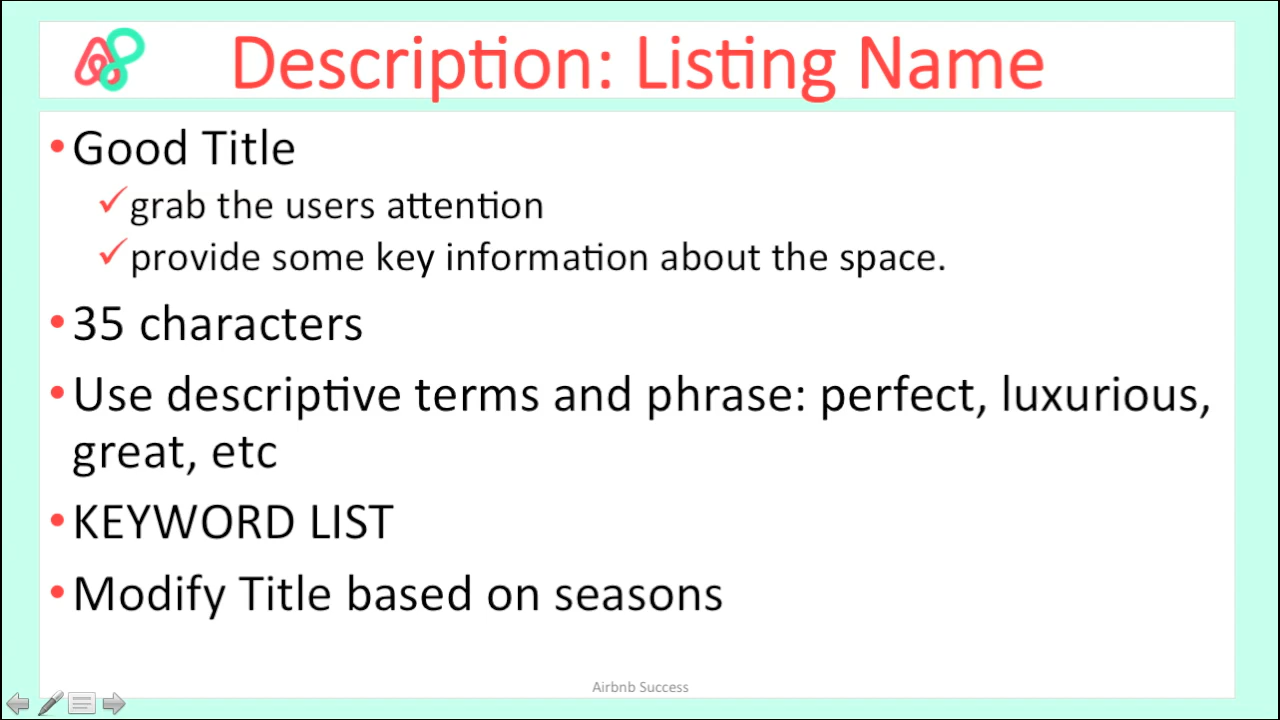 Description: Listing Name
• Good Title
✓ grab the users attention
✓ provide some key information about the space.
• 35 characters
• Use descriptive terms and phrase: perfect, luxurious,
great, etc
• KEYWORD LIST
• Modify Title based on seasons
Airbnb Success